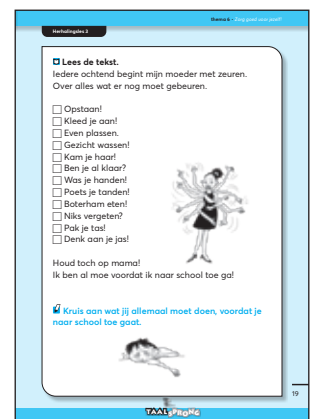 thema 6 - Zorg goed voor jezelf!
Herhalingsles 2
Lees de tekst.
Iedere ochtend begint mijn moeder met zeuren.
Over alles wat er nog moet gebeuren.
Opstaan!
Kleed je aan!
Even plassen.
Gezicht wassen!
Kam je haar!
Ben je al klaar?
Was je handen!
Poets je tanden!
Boterham eten!
Niks vergeten?
Pak je tas!
Denk aan je jas!
Houd toch op mama!
Ik ben al moe voordat ik naar school toe ga!
Kruis aan wat jij allemaal moet doen, voordat je
naar school toe gaat.
19
TAALSPRONG